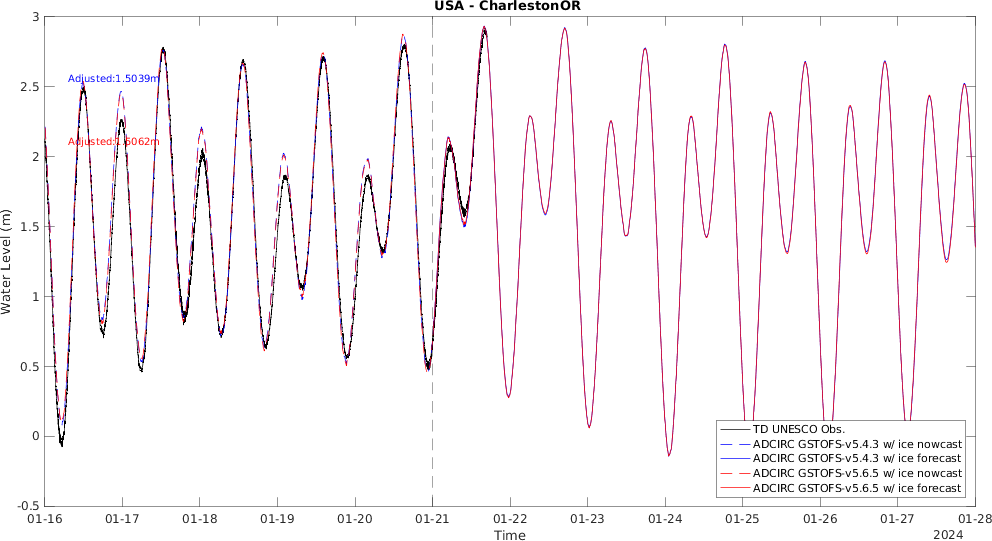 USA - CharlestonOR
3
2.5
2
1.5
1
0.5
0
-0.5
Water Level (m)
Adjusted:1.5039m
Adjusted:1.6062m
TD UNESCO Obs.
ADCIRC GSTOFS-v5.4.3 w/ ice nowcast
ADCIRC GSTOFS-v5.4.3 w/ ice forecast
ADCIRC GSTOFS-v5.6.5 w/ ice nowcast
ADCIRC GSTOFS-v5.6.5 w/ ice forecast
01-16 01-17 01-18 01-19 01-20 01-21 01-22 01-23 01-24 01-25 01-26 01-27 01-28
Time
2024